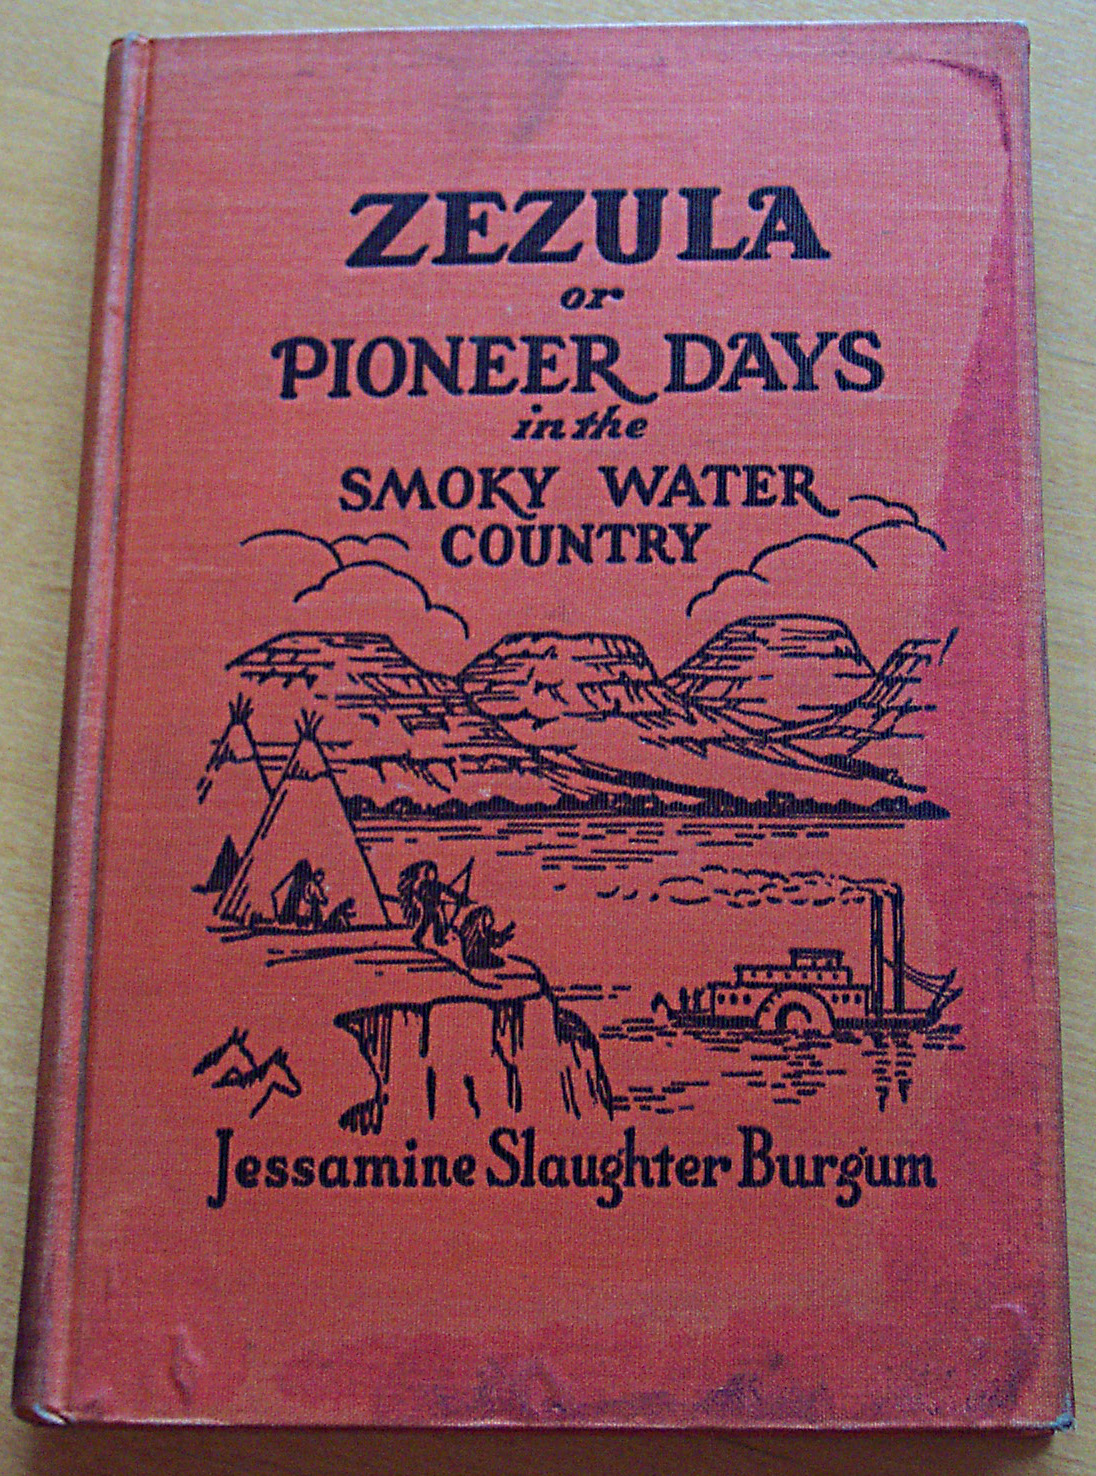 ZEZULA
or
PIONEER DAYS
in the
SMOKY WATER
COUNTRY
Jessamine Slaughter Burgum